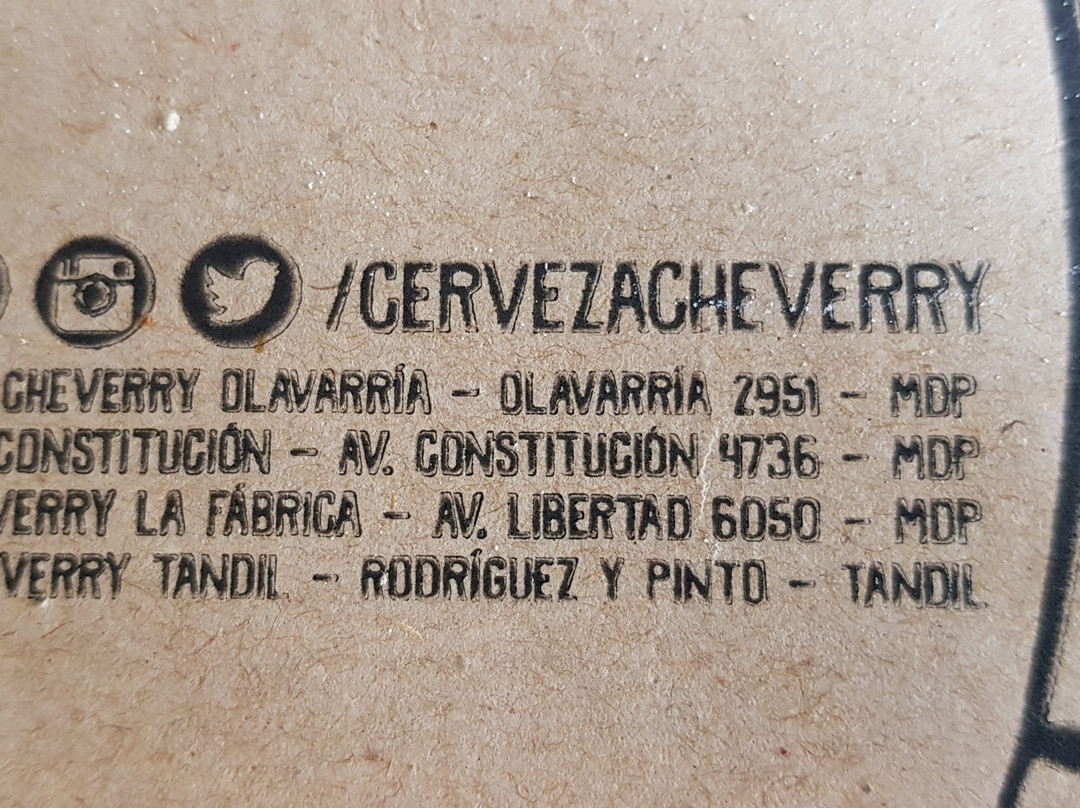 /CERVEZACHEVERRY
CHEVERRY OLAVARRÍA - OLAVARRÍA 2951 - MDP
CONSTITUCIÓN - AV. CONSTITUCIÓN 4736 - MDP
VERRY LA FÁBRICA - AV. LIBERTAD 6050 - MDP
VERRY TANDIL - RODRÍGUEZ Y PINTO - TANDIL